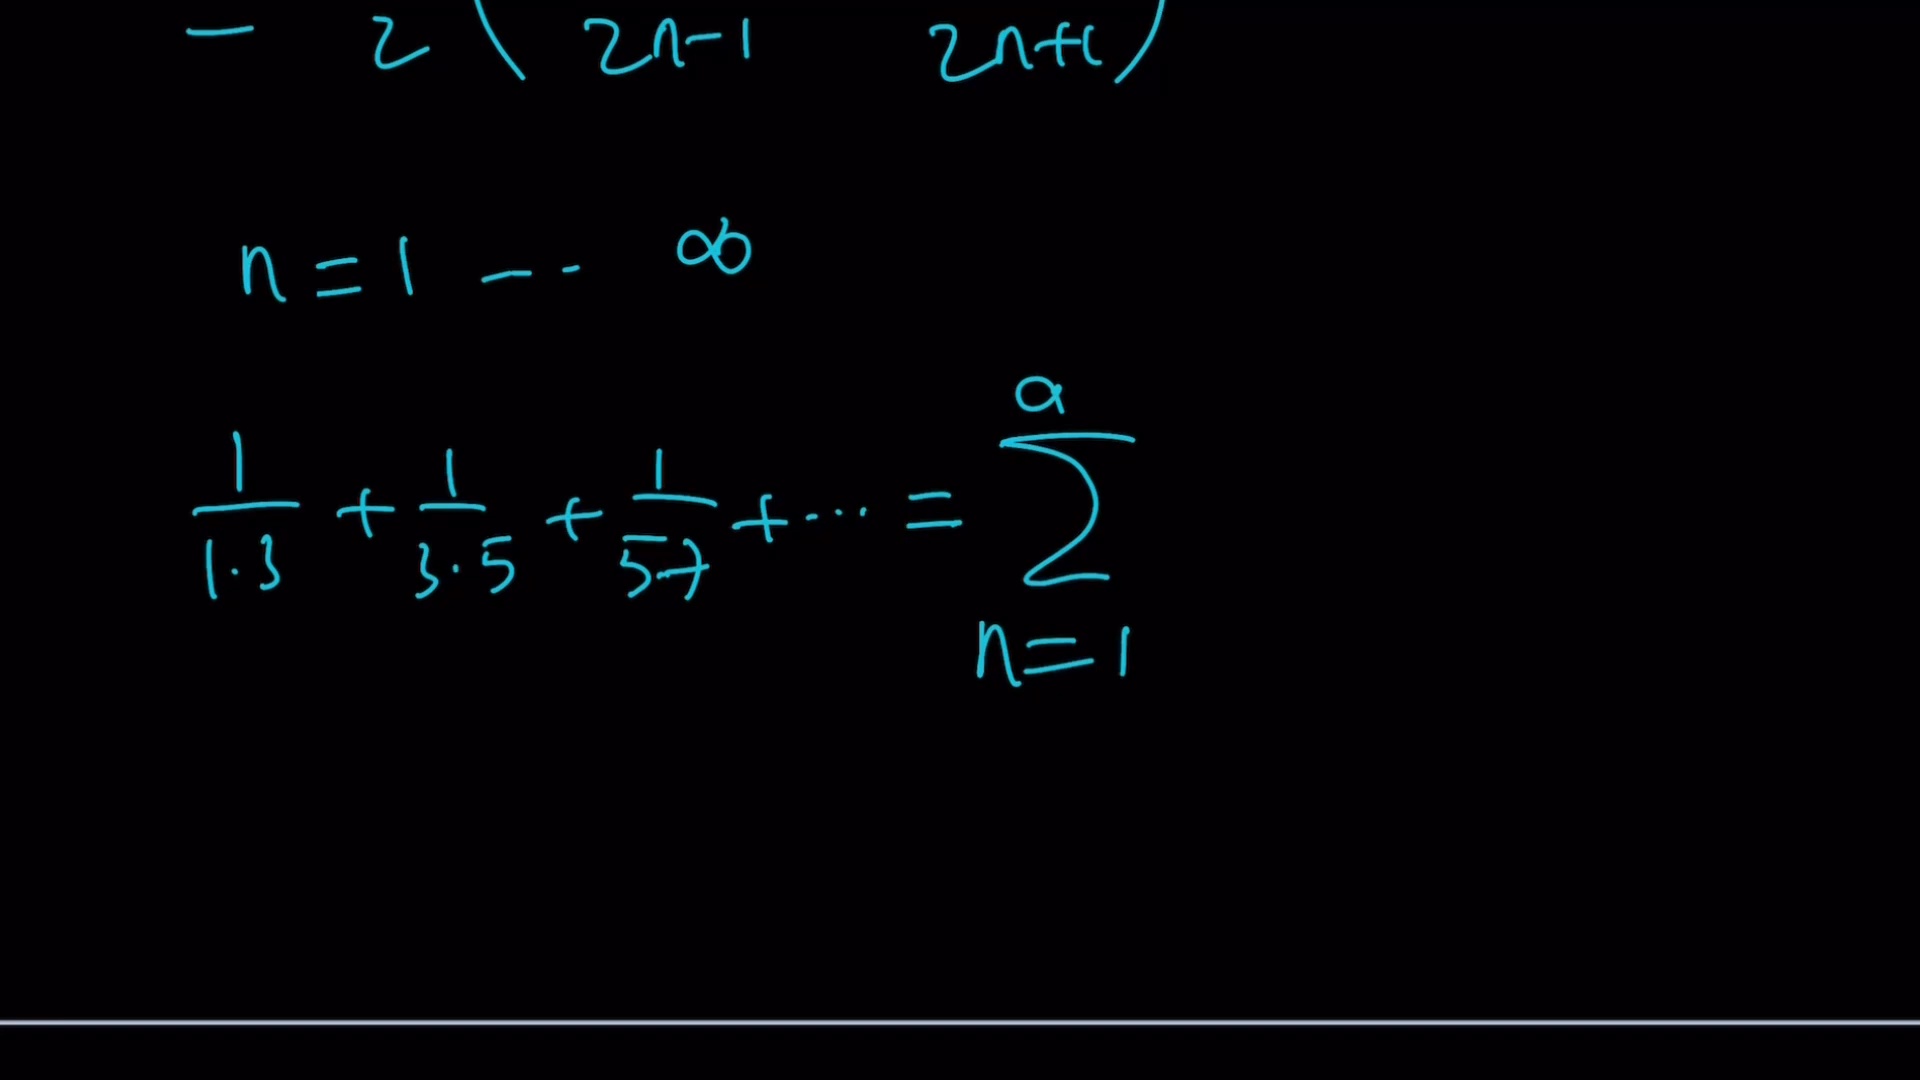 — 2 ( 2n-1 2n+1 )
n = 1 -- - ∞
1/1·3 + 1/3·5 + 1/5·7 + ··· = ∑
n=1